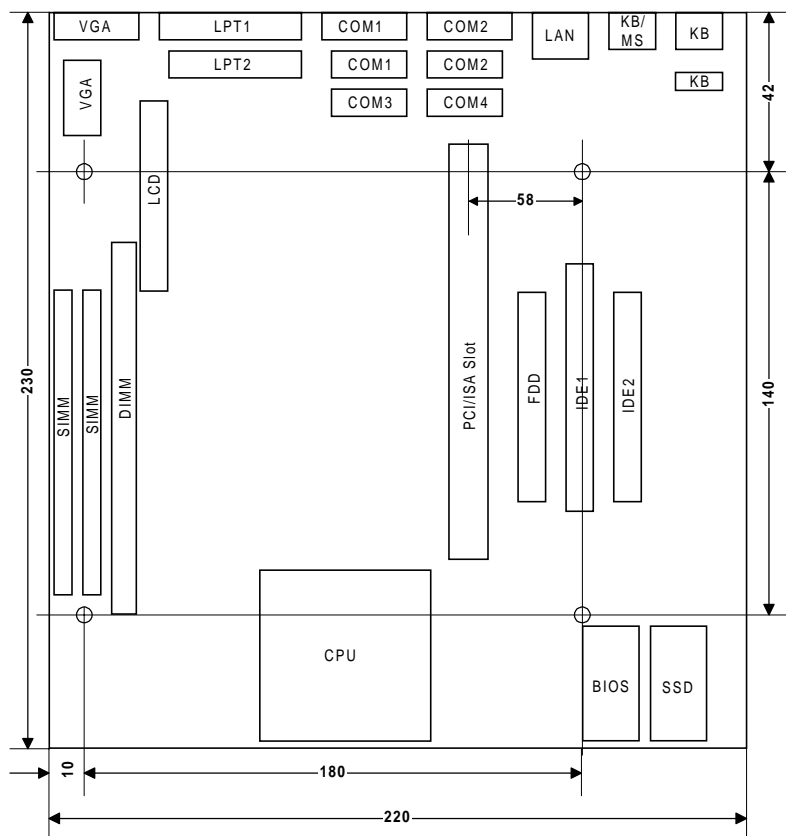 VGA
LPT1
COM1
COM2
LAN
KB/
MS
KB
LPT2
COM1
COM2
VGA
KB
COM3
COM4
42
LCD
58
230
SIMM
SIMM
DIMM
PCI/ISA Slot
FDD
IDE1
IDE2
140
CPU
BIOS
SSD
10
180
220